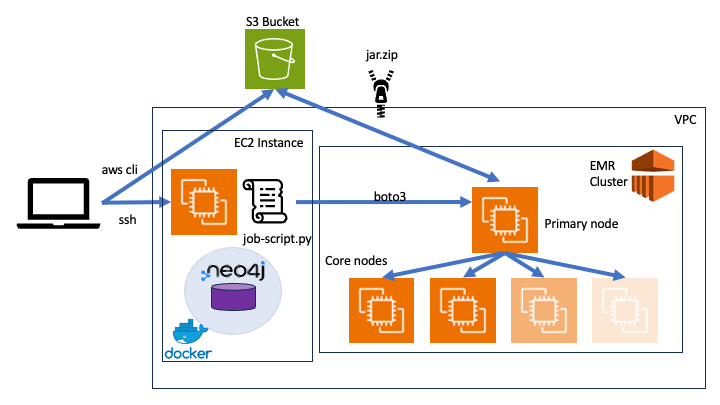 S3 Bucket
jar.zip
VPC
EC2 Instance
EMR
Cluster
aws cli
ssh
boto3
Primary node
job-script.py
Core nodes
neo4j
docker